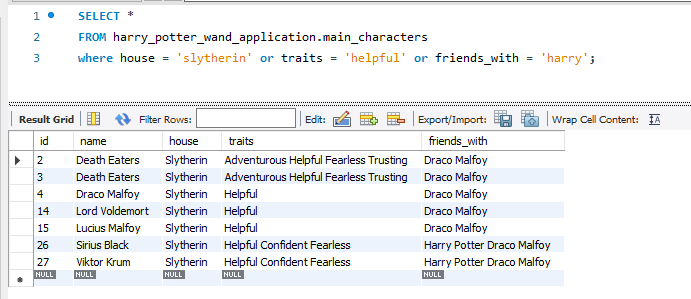 1 SELECT *
2 FROM harry_potter_wand_application.main_characters
3 where house = 'slytherin' or traits = 'helpful' or friends_with = 'harry';
Result Grid Filter Rows: Edit: Export/Import: Wrap Cell Content: IA
id name house traits friends_with
2 Death Eaters Slytherin Adventurous Helpful Fearless Trusting Draco Malfoy
3 Death Eaters Slytherin Adventurous Helpful Fearless Trusting Draco Malfoy
4 Draco Malfoy Slytherin Helpful Draco Malfoy
14 Lord Voldemort Slytherin Helpful Draco Malfoy
15 Lucius Malfoy Slytherin Helpful Draco Malfoy
26 Sirius Black Slytherin Helpful Confident Fearless Harry Potter Draco Malfoy
27 Viktor Krum Slytherin Helpful Confident Fearless Harry Potter Draco Malfoy
NULL NULL NULL NULL NULL